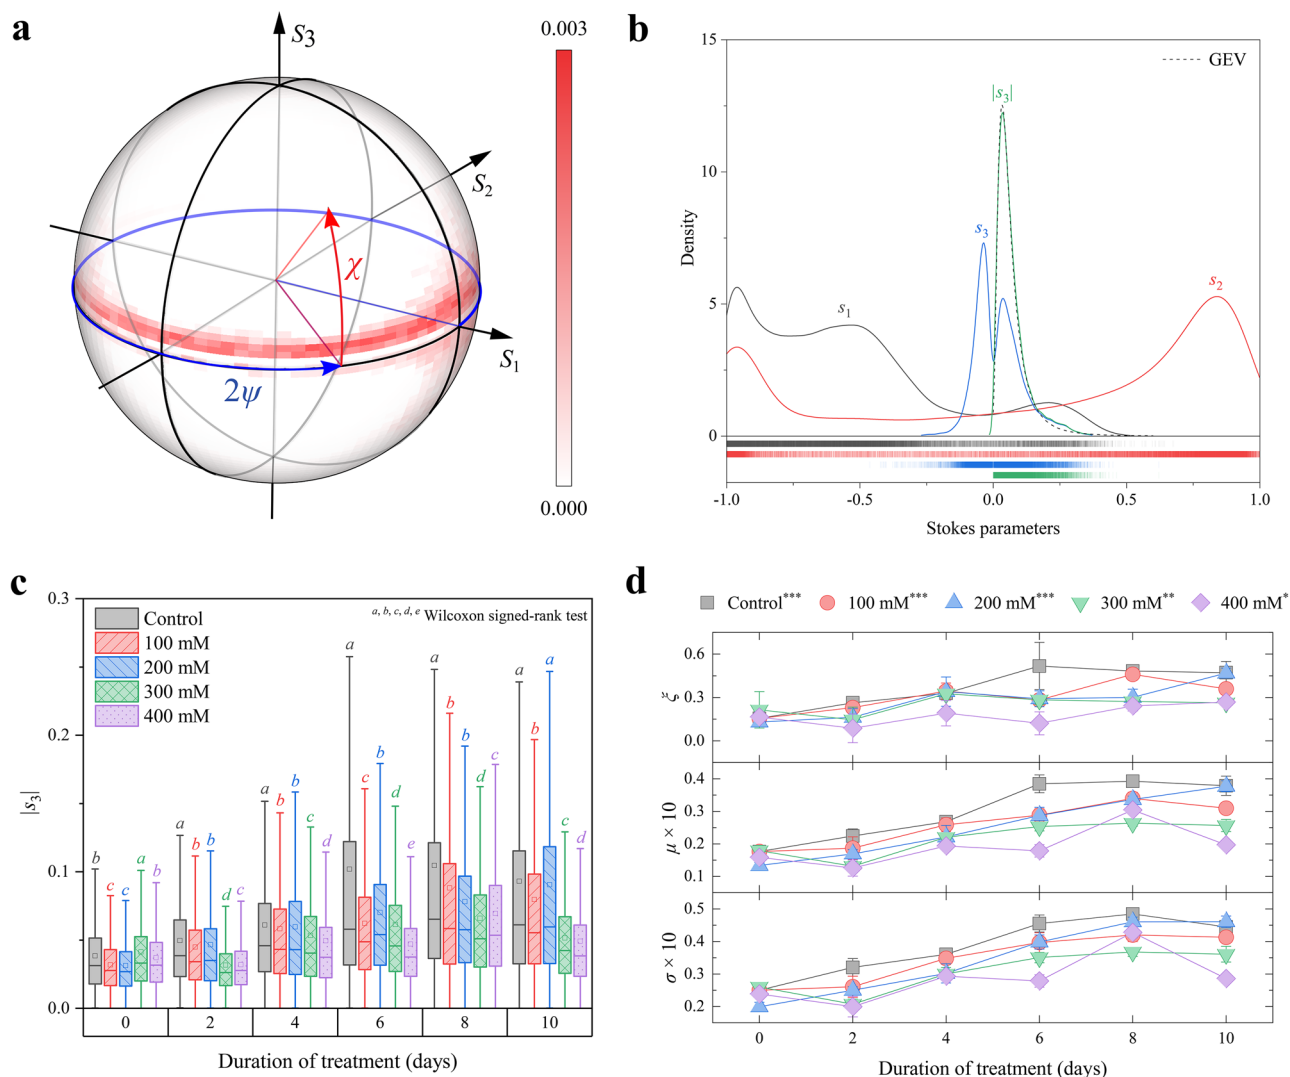 a
S3
0.003
S2
χ
S1
2ψ
0.000
b
15
GEV
|s3|
10
s3
s2
s1
5
0
Density
-1.0 -0.5 0.0 0.5 1.0
Stokes parameters
c
0.3
a, b, c, d, e Wilcoxon signed-rank test
Control
100 mM
200 mM
300 mM
400 mM
0.2
0.1
0.0
|s3|
b c c a b
a b b d c
a b b c d
a c b d e
a b b d c
a b a c d
0 2 4 6 8 10
Duration of treatment (days)
d
Control*** 100 mM*** 200 mM*** 300 mM** 400 mM*
0.6
0.3
0.0
ξ
0.4
0.3
0.2
0.1
μ × 10
0.5
0.4
0.3
0.2
σ × 10
0 2 4 6 8 10
Duration of treatment (days)